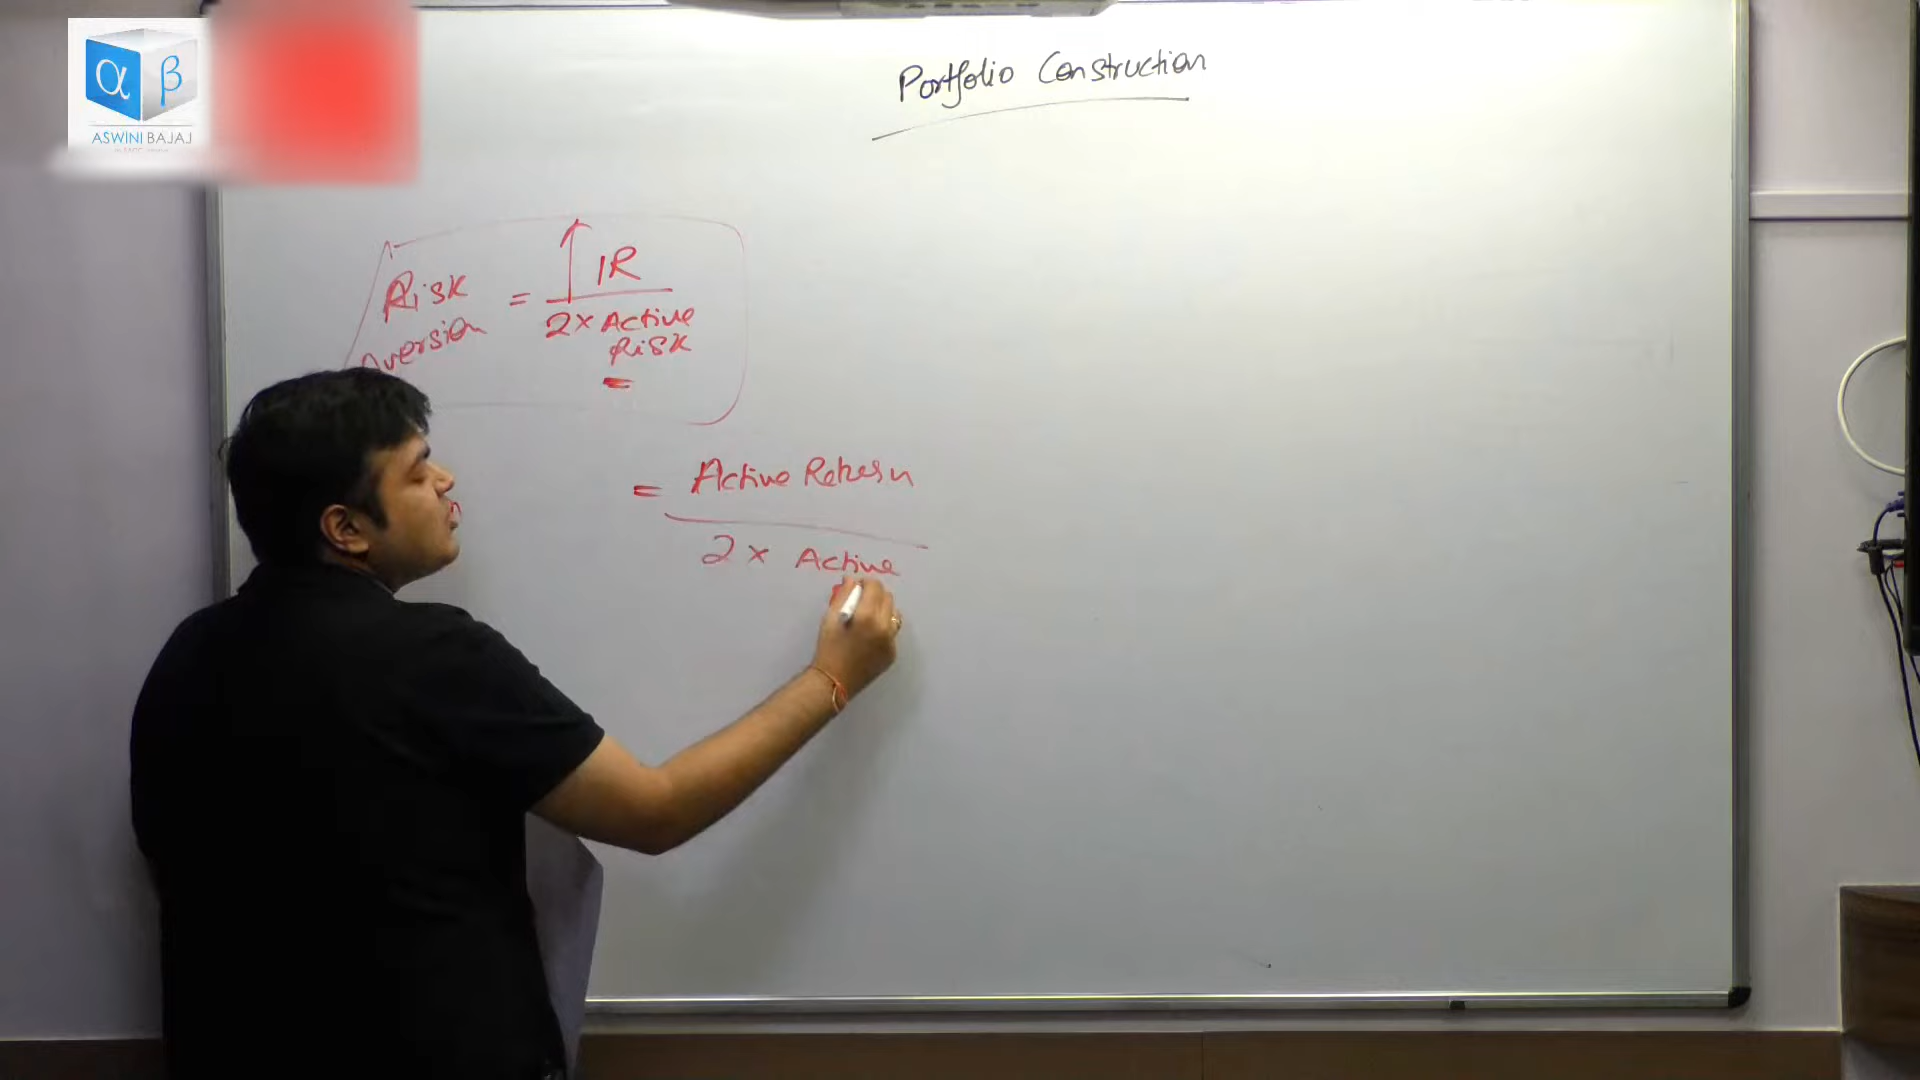 α β
ASWINI BAJAJ
Portfolio Construction
Risk Aversion = IR
2 × Active Risk
= Active Return
2 × Active